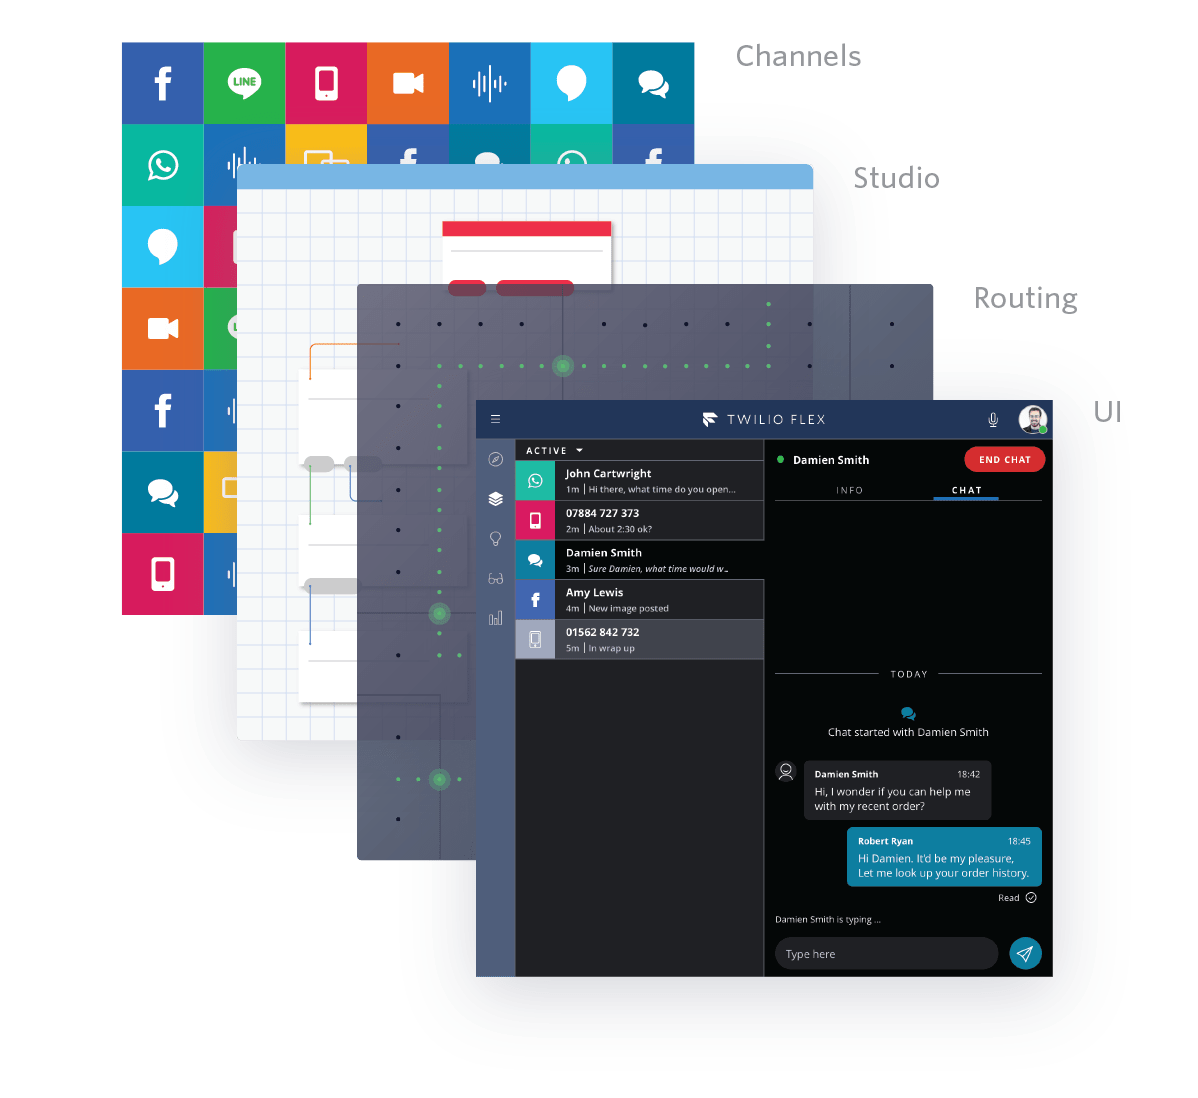 Channels
LINE
Studio
Routing
UI
TWILIO FLEX
ACTIVE
John Cartwright
1m | Hi there, what time do you open...
07884 727 373
2m | About 2:30 ok?
Damien Smith
3m | Sure Damien, what time would w..
Amy Lewis
4m | New image posted
01562 842 732
5m | In wrap up
Damien Smith
END CHAT
INFO
CHAT
TODAY
Chat started with Damien Smith
Damien Smith 18:42
Hi, I wonder if you can help me
with my recent order?
Robert Ryan 18:45
Hi Damien. It'd be my pleasure,
Let me look up your order history.
Read
Damien Smith is typing ...
Type here